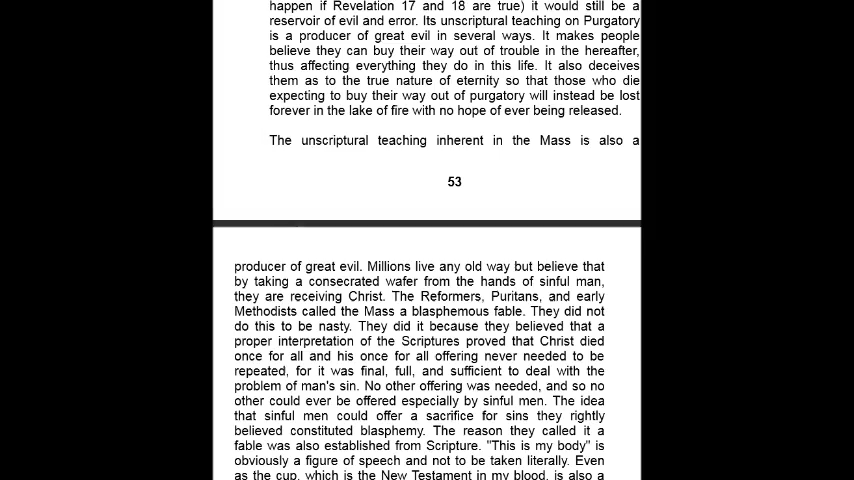 happen if Revelation 17 and 18 are true) it would still be a
reservoir of evil and error. Its unscriptural teaching on Purgatory
is a producer of great evil in several ways. It makes people
believe they can buy their way out of trouble in the hereafter,
thus affecting everything they do in this life. It also deceives
them as to the true nature of eternity so that those who die
expecting to buy their way out of purgatory will instead be lost
forever in the lake of fire with no hope of ever being released.
The unscriptural teaching inherent in the Mass is also a
53
producer of great evil. Millions live any old way but believe that
by taking a consecrated wafer from the hands of sinful man,
they are receiving Christ. The Reformers, Puritans, and early
Methodists called the Mass a blasphemous fable. They did not
do this to be nasty. They did it because they believed that a
proper interpretation of the Scriptures proved that Christ died
once for all and his once for all offering never needed to be
repeated, for it was final, full, and sufficient to deal with the
problem of man's sin. No other offering was needed, and so no
other could ever be offered especially by sinful men. The idea
that sinful men could offer a sacrifice for sins they rightly
believed constituted blasphemy. The reason they called it a
fable was also established from Scripture. "This is my body" is
obviously a figure of speech and not to be taken literally. Even
as the cup, which is the New Testament in my blood, is also a